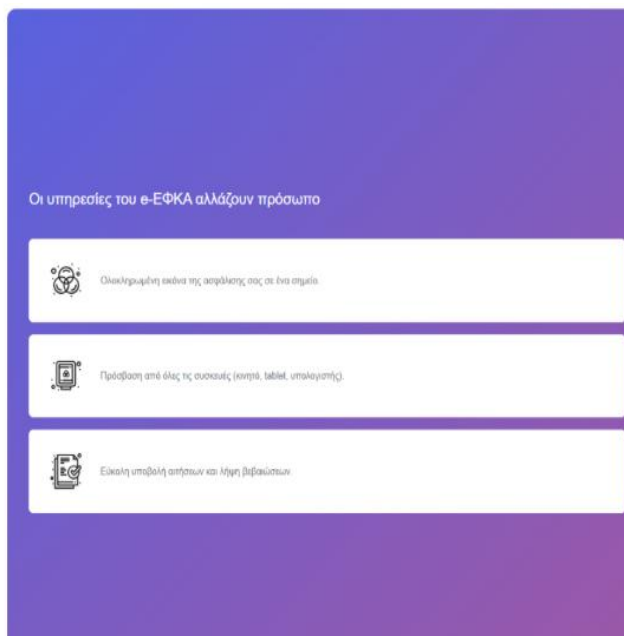 Οι υπηρεσίες του e-ΕΦΚΑ αλλάζουν πρόσωπο
Ολοκληρωμένη εικόνα της ασφάλισης σας σε ένα σημείο.
Πρόσβαση από όλες τις συσκευές (κινητό, tablet, υπολογιστής).
Εύκολη υποβολή αιτήσεων και λήψη βεβαιώσεων.